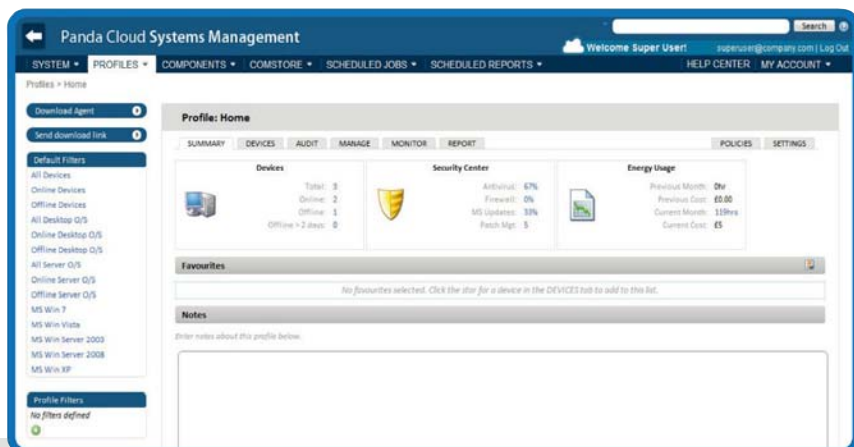 Panda Cloud Systems Management
Search
Welcome Super User! superuser@company.com | Log Out
SYSTEM PROFILES COMPONENTS COMSTORE SCHEDULED JOBS SCHEDULED REPORTS HELP CENTER MY ACCOUNT
Profiles > Home
Download Agent
Send download link
Default Filters
All Devices
Online Devices
Offline Devices
All Desktop O/S
Online Desktop O/S
Offline Desktop O/S
All Server O/S
Online Server O/S
Offline Server O/S
MS Win 7
MS Win Vista
MS Win Server 2003
MS Win Server 2008
MS Win XP
Profile Filters
No filters defined
Profile: Home
SUMMARY DEVICES AUDIT MANAGE MONITOR REPORT POLICIES SETTINGS
Devices
Total: 3
Online: 2
Offline: 1
Offline > 2 days: 0
Security Center
Antivirus: 67%
Firewall: 0%
MS Updates: 33%
Patch Mgt: 5
Energy Usage
Previous Month: 0hr
Previous Cost: £0.00
Current Month: 119hrs
Current Cost: £5
Favourites
No favourites selected. Click the star for a device in the DEVICES tab to add to this list.
Notes
Enter notes about this profile below.